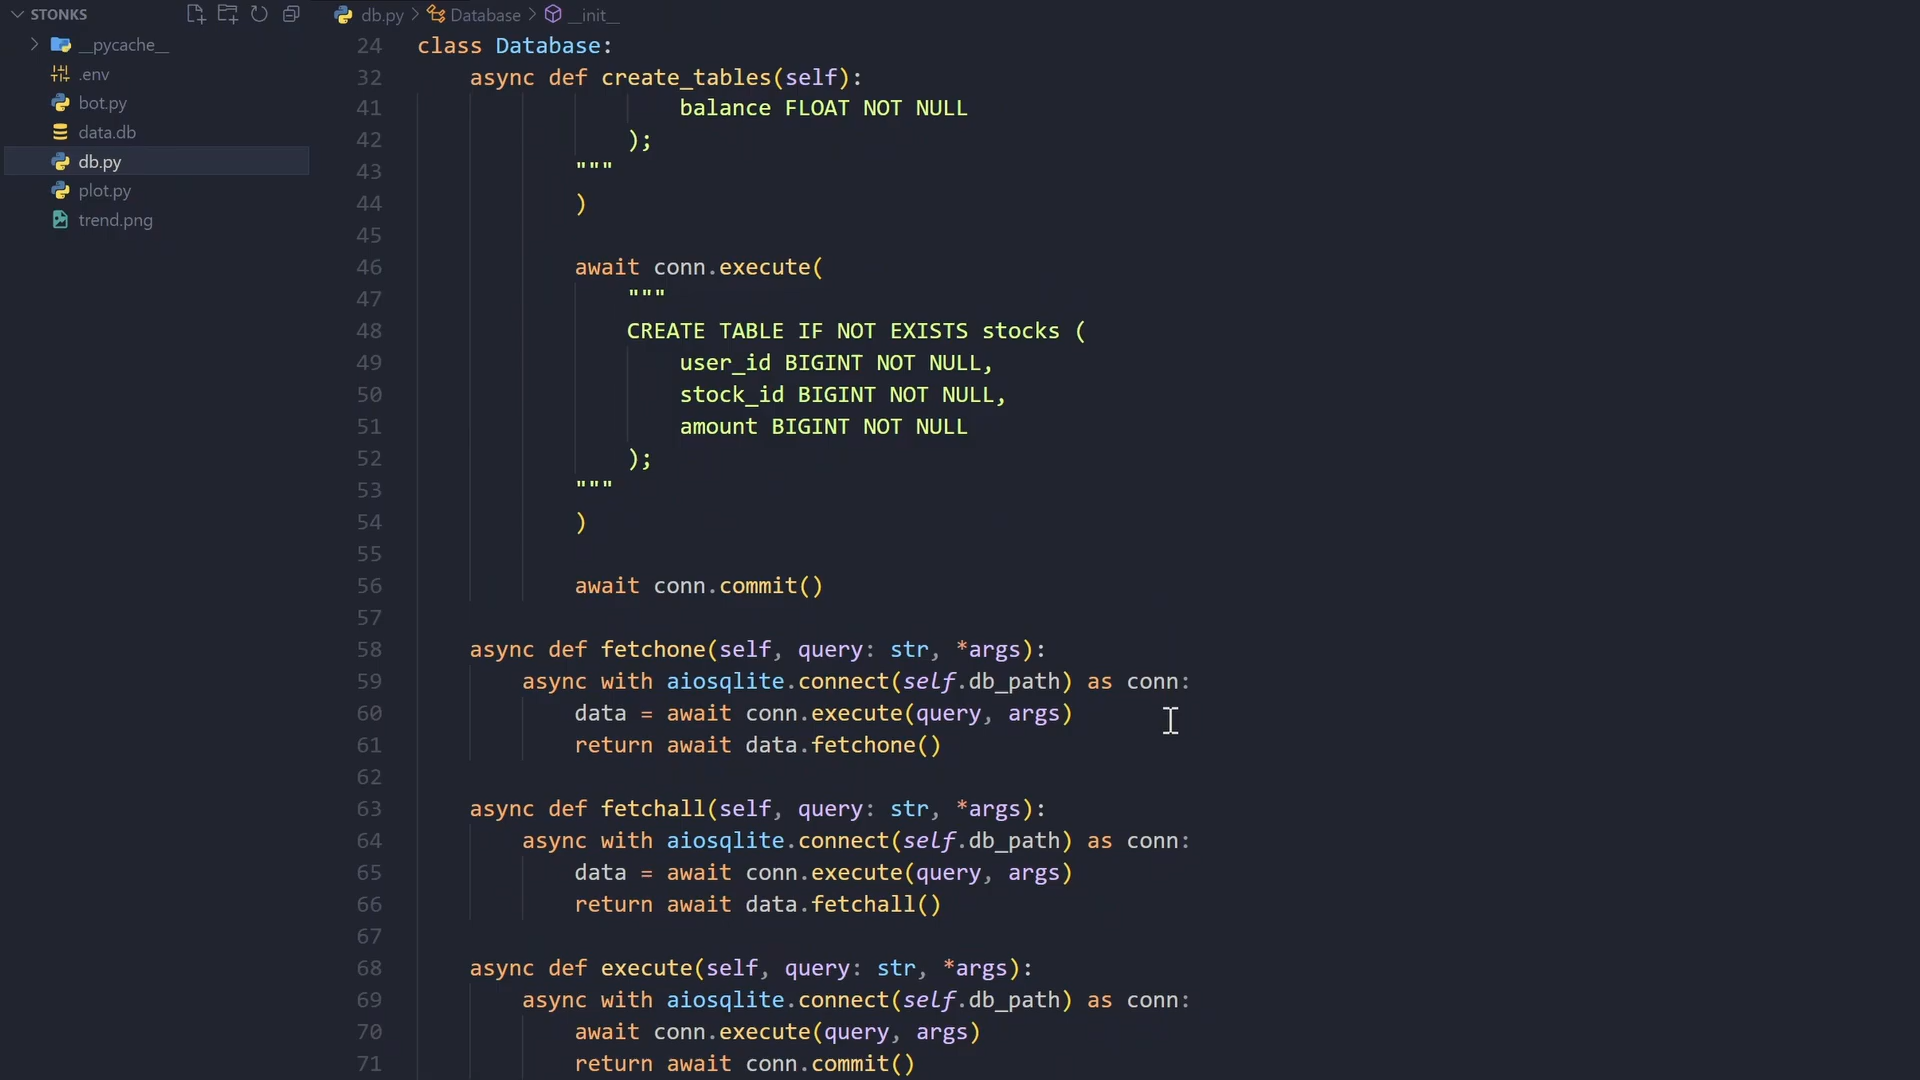 STONKS
__pycache__
.env
bot.py
data.db
db.py
plot.py
trend.png
db.py > Database > __init__
24 class Database:
32 async def create_tables(self):
41 balance FLOAT NOT NULL
42 );
43 """
44 )
45
46 await conn.execute(
47 """
48 CREATE TABLE IF NOT EXISTS stocks (
49 user_id BIGINT NOT NULL,
50 stock_id BIGINT NOT NULL,
51 amount BIGINT NOT NULL
52 );
53 """
54 )
55
56 await conn.commit()
57
58 async def fetchone(self, query: str, *args):
59 async with aiosqlite.connect(self.db_path) as conn:
60 data = await conn.execute(query, args)
61 return await data.fetchone()
62
63 async def fetchall(self, query: str, *args):
64 async with aiosqlite.connect(self.db_path) as conn:
65 data = await conn.execute(query, args)
66 return await data.fetchall()
67
68 async def execute(self, query: str, *args):
69 async with aiosqlite.connect(self.db_path) as conn:
70 await conn.execute(query, args)
71 return await conn.commit()